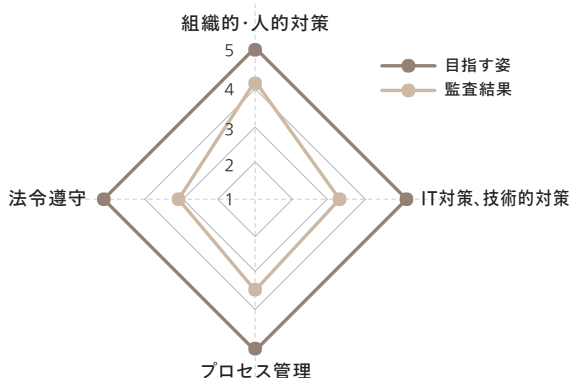 組織的・人的対策
5
目指す姿
4
監査結果
3
2
法令遵守
1
IT対策、技術的対策
プロセス管理